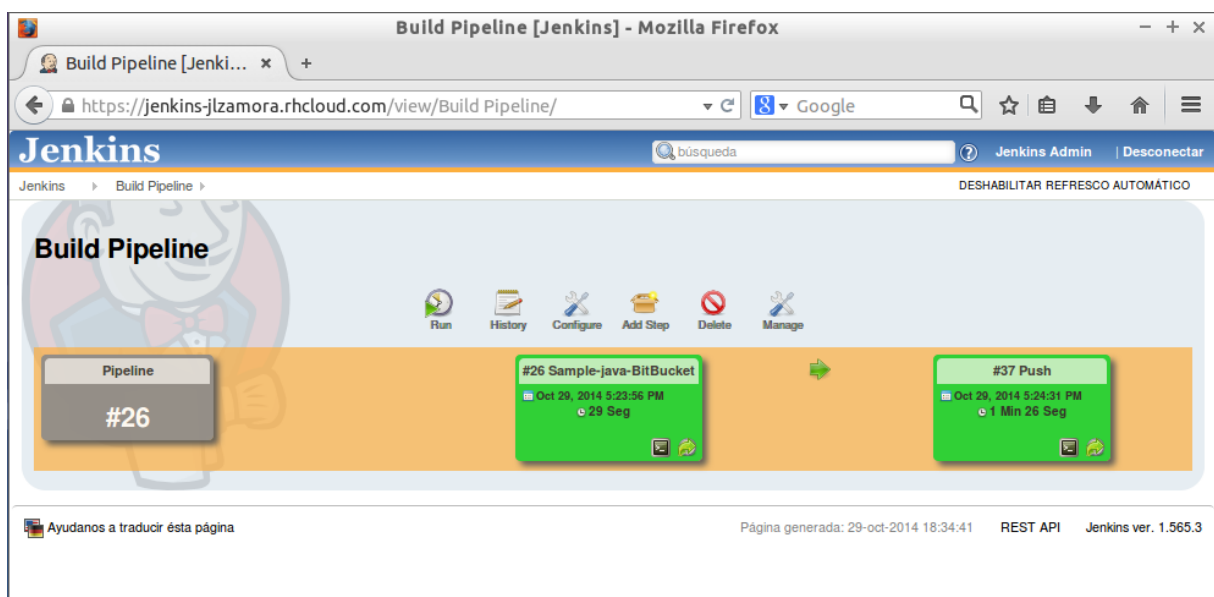 Build Pipeline [Jenkins] - Mozilla Firefox
Build Pipeline [Jenki...
https://jenkins-jlzamora.rhcloud.com/view/Build Pipeline/
Google
Jenkins
búsqueda
Jenkins Admin | Desconectar
Jenkins Build Pipeline
DESHABILITAR REFRESCO AUTOMÁTICO
Build Pipeline
Run History Configure Add Step Delete Manage
Pipeline
#26
#26 Sample-java-BitBucket
Oct 29, 2014 5:23:56 PM
29 Seg
#37 Push
Oct 29, 2014 5:24:31 PM
1 Min 26 Seg
Ayudanos a traducir ésta página
Página generada: 29-oct-2014 18:34:41 REST API Jenkins ver. 1.565.3